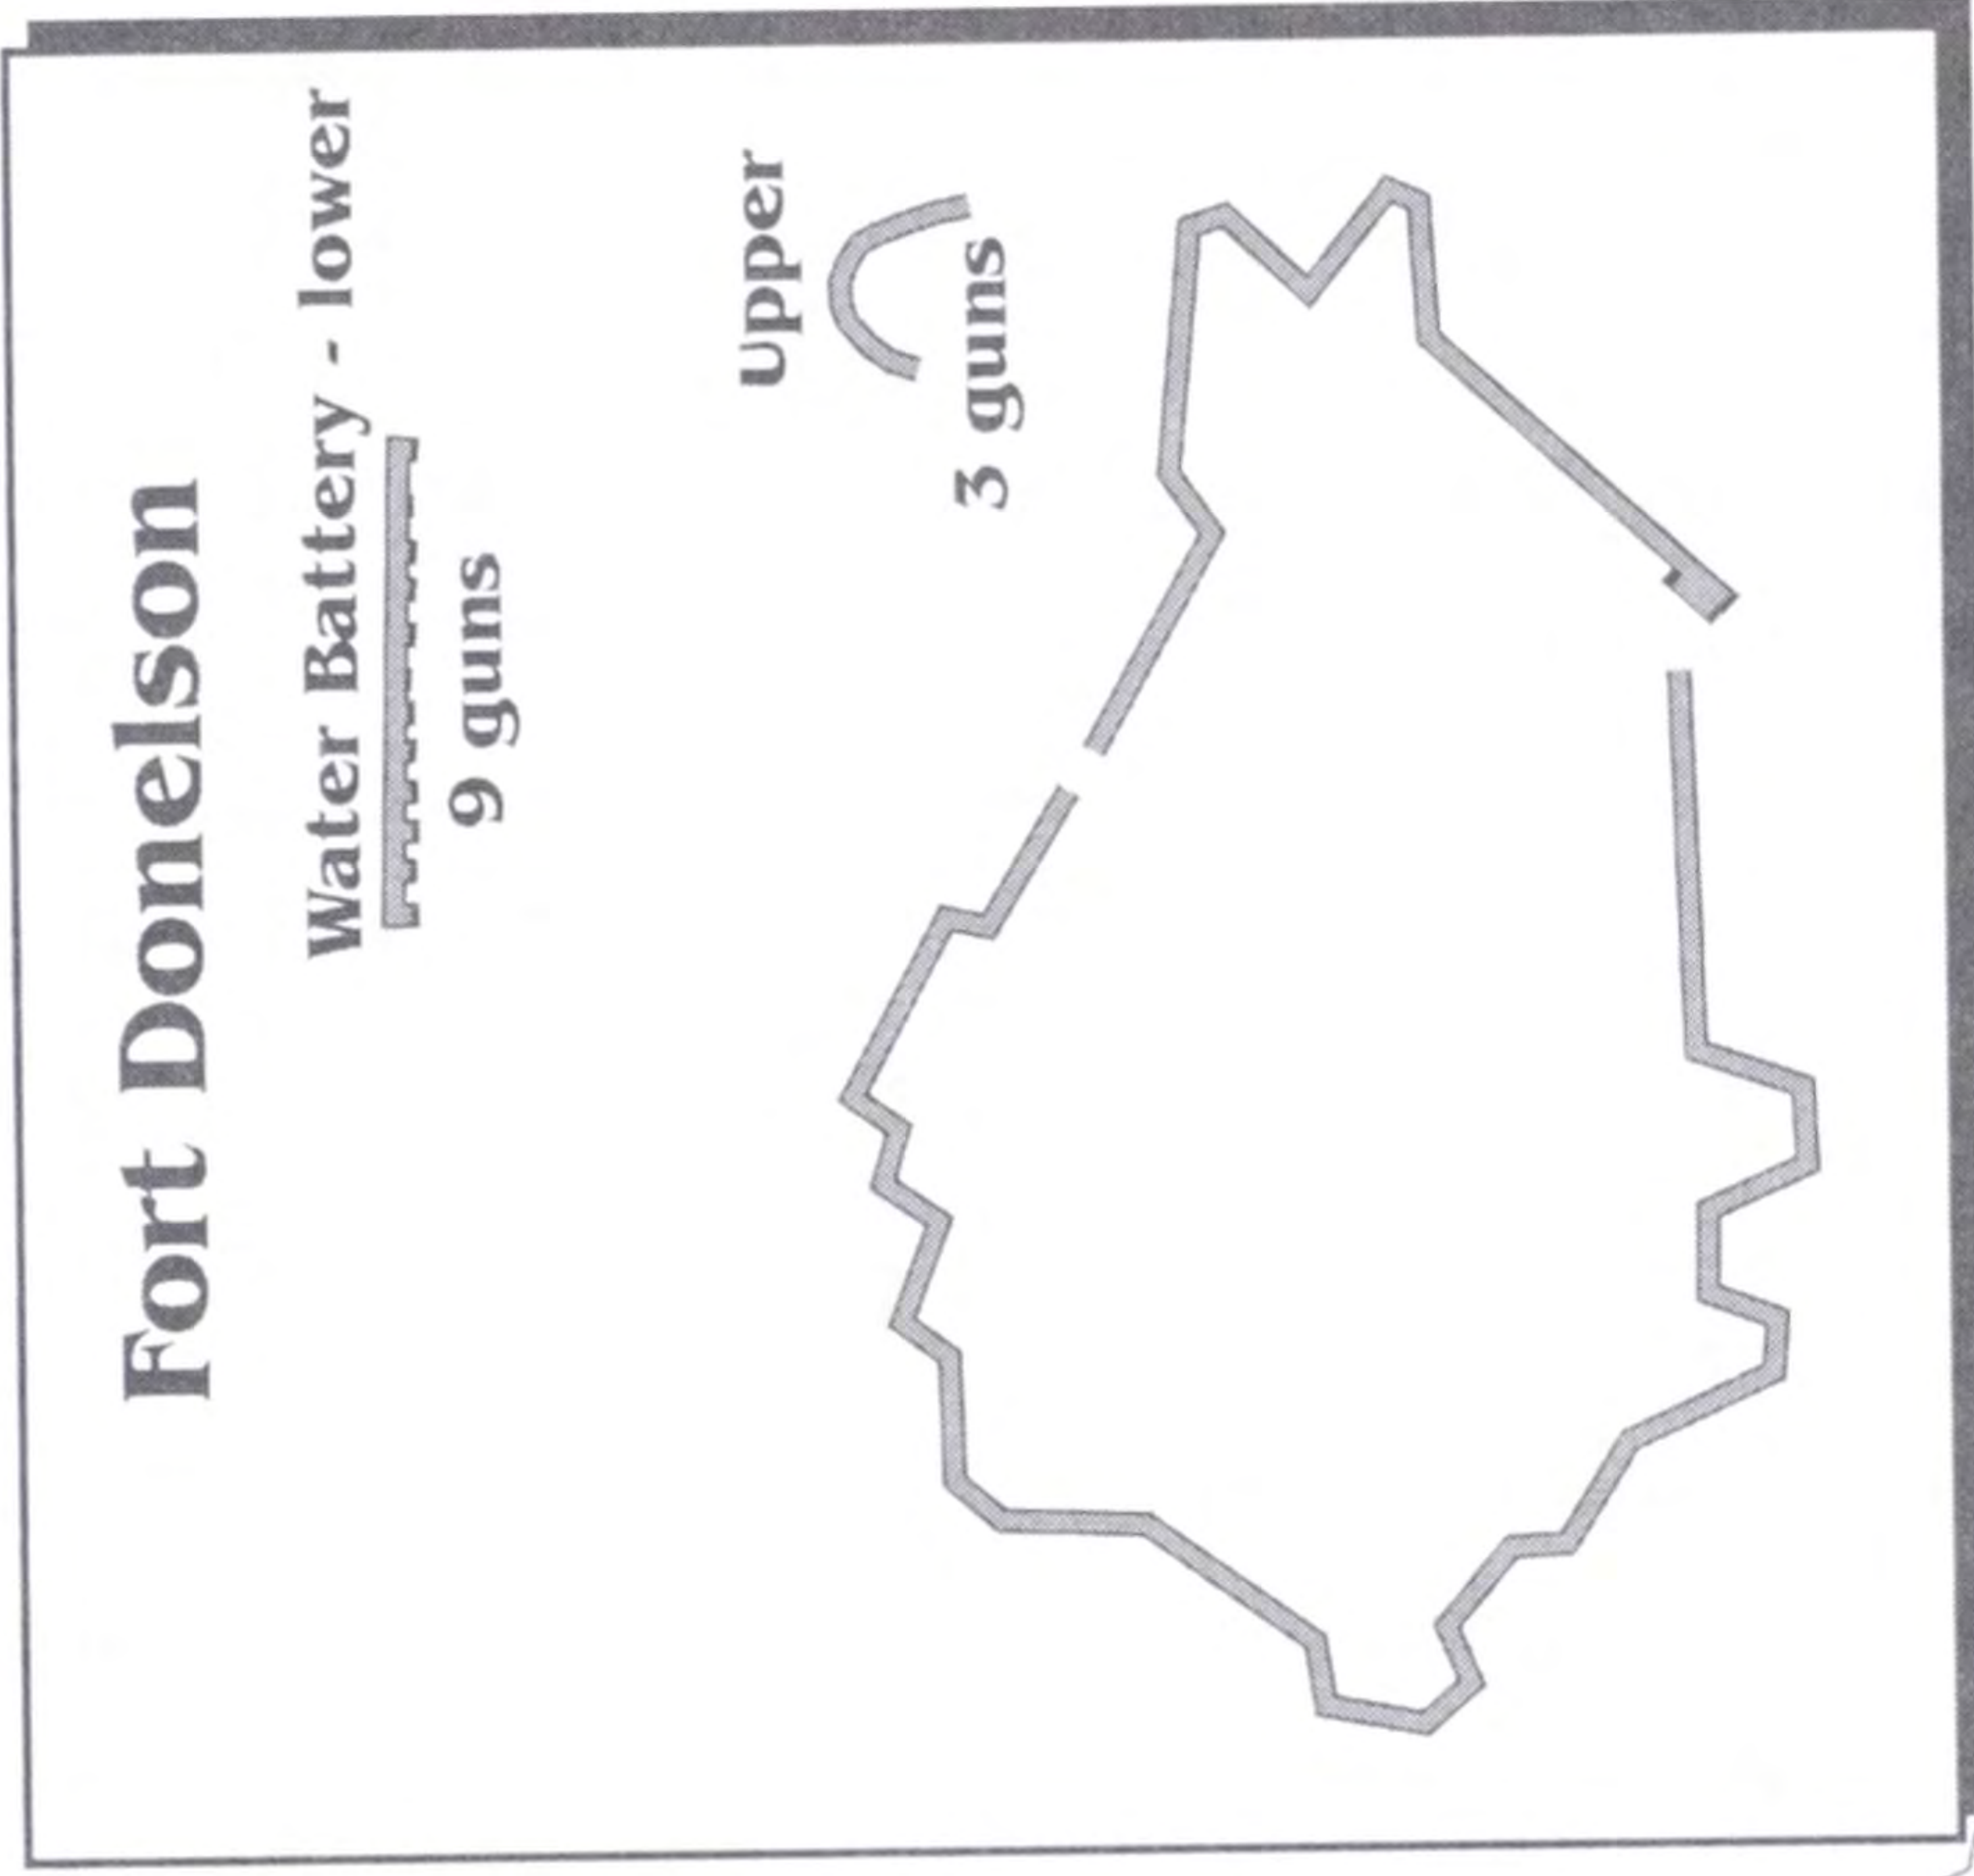 Fort Donelson
Water Battery - lower
9 guns
Upper
3 guns